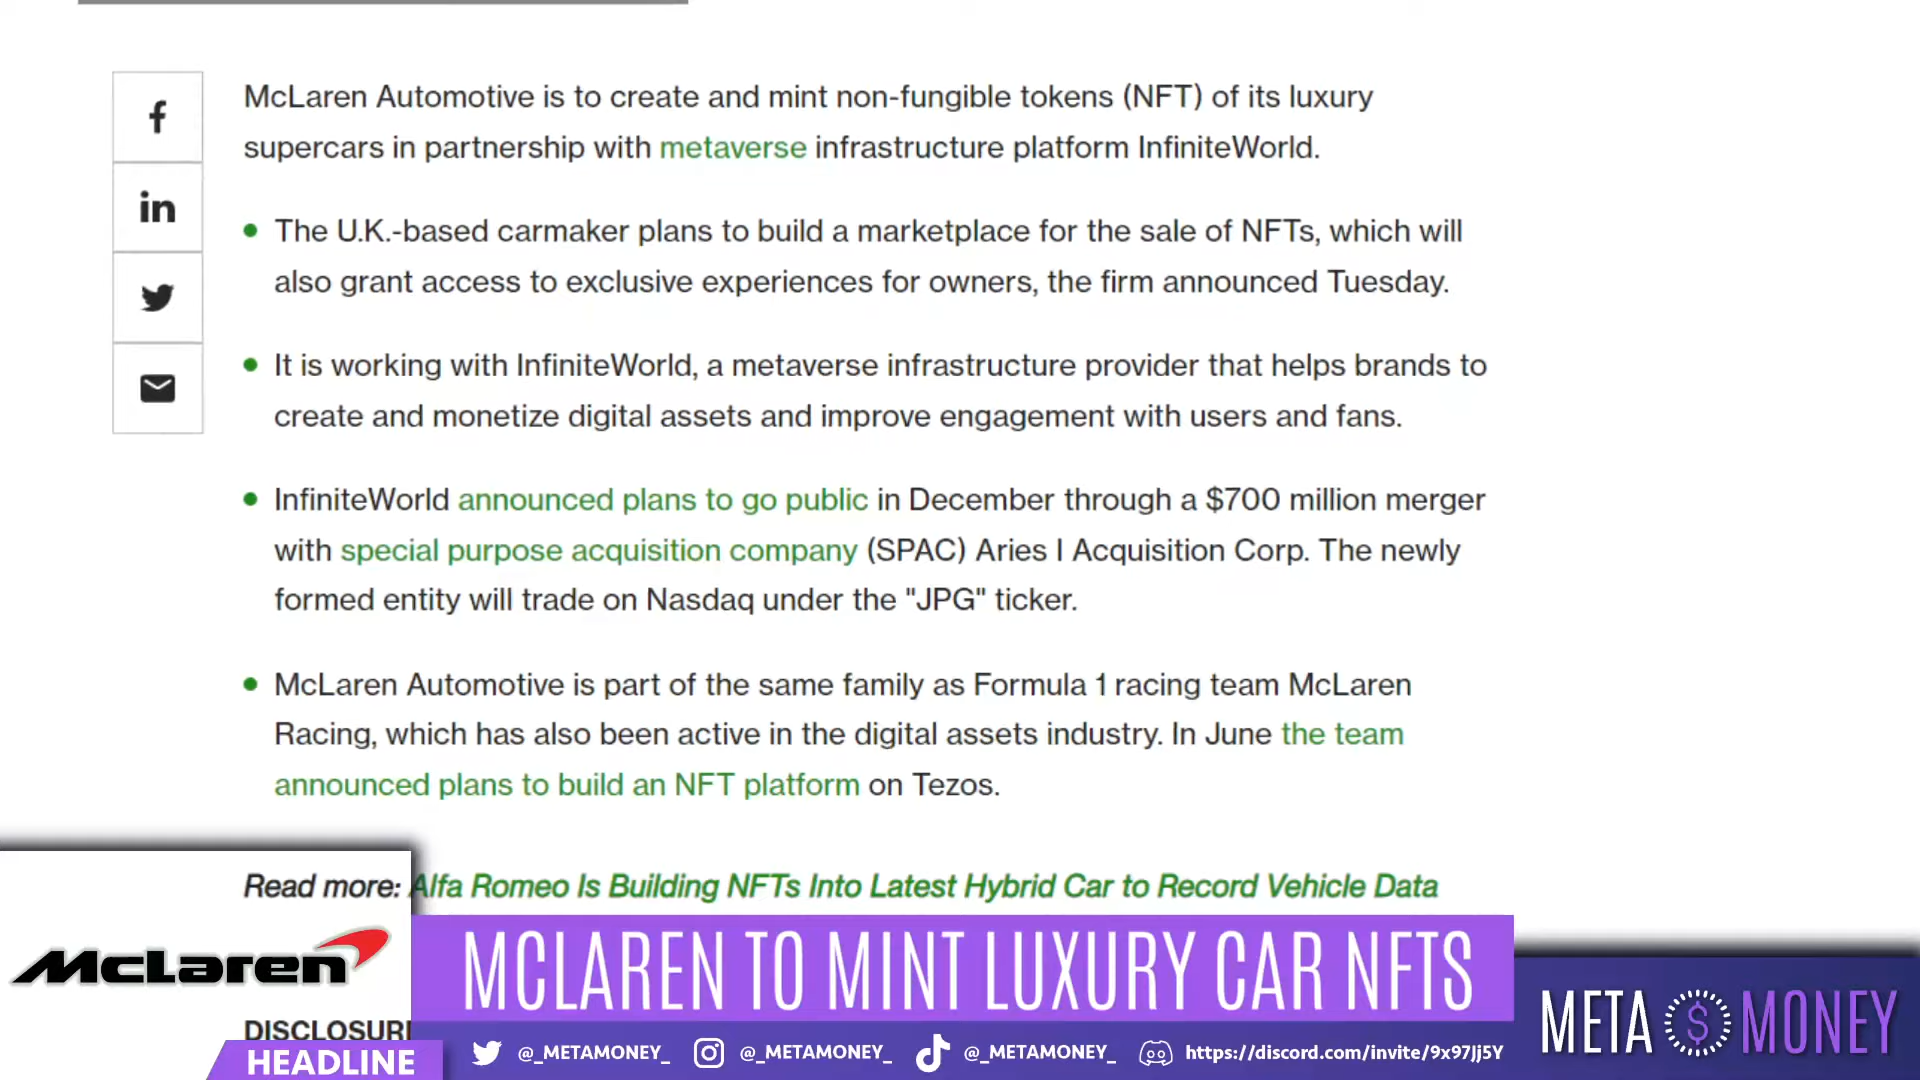 McLaren Automotive is to create and mint non-fungible tokens (NFT) of its luxury
supercars in partnership with metaverse infrastructure platform InfiniteWorld.
The U.K.-based carmaker plans to build a marketplace for the sale of NFTs, which will
also grant access to exclusive experiences for owners, the firm announced Tuesday.
It is working with InfiniteWorld, a metaverse infrastructure provider that helps brands to
create and monetize digital assets and improve engagement with users and fans.
InfiniteWorld announced plans to go public in December through a $700 million merger
with special purpose acquisition company (SPAC) Aries I Acquisition Corp. The newly
formed entity will trade on Nasdaq under the "JPG" ticker.
McLaren Automotive is part of the same family as Formula 1 racing team McLaren
Racing, which has also been active in the digital assets industry. In June the team
announced plans to build an NFT platform on Tezos.
Read more: Alfa Romeo Is Building NFTs Into Latest Hybrid Car to Record Vehicle Data
McLaren
MCLAREN TO MINT LUXURY CAR NFTS
META $ MONEY
DISCLOSUR
HEADLINE
@_METAMONEY_ @_METAMONEY_ @_METAMONEY_ https://discord.com/invite/9x97Jj5Y